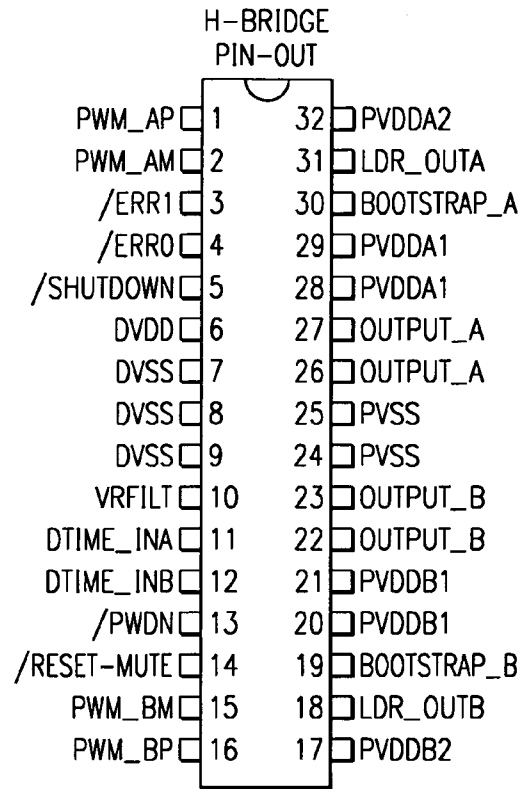 H-BRIDGE
PIN-OUT
PWM_AP 1 32 PVDDA2
PWM_AM 2 31 LDR_OUTA
/ERR1 3 30 BOOTSTRAP_A
/ERR0 4 29 PVDDA1
/SHUTDOWN 5 28 PVDDA1
DVDD 6 27 OUTPUT_A
DVSS 7 26 OUTPUT_A
DVSS 8 25 PVSS
DVSS 9 24 PVSS
VRFILT 10 23 OUTPUT_B
DTIME_INA 11 22 OUTPUT_B
DTIME_INB 12 21 PVDDB1
/PWDN 13 20 PVDDB1
/RESET-MUTE 14 19 BOOTSTRAP_B
PWM_BM 15 18 LDR_OUTB
PWM_BP 16 17 PVDDB2